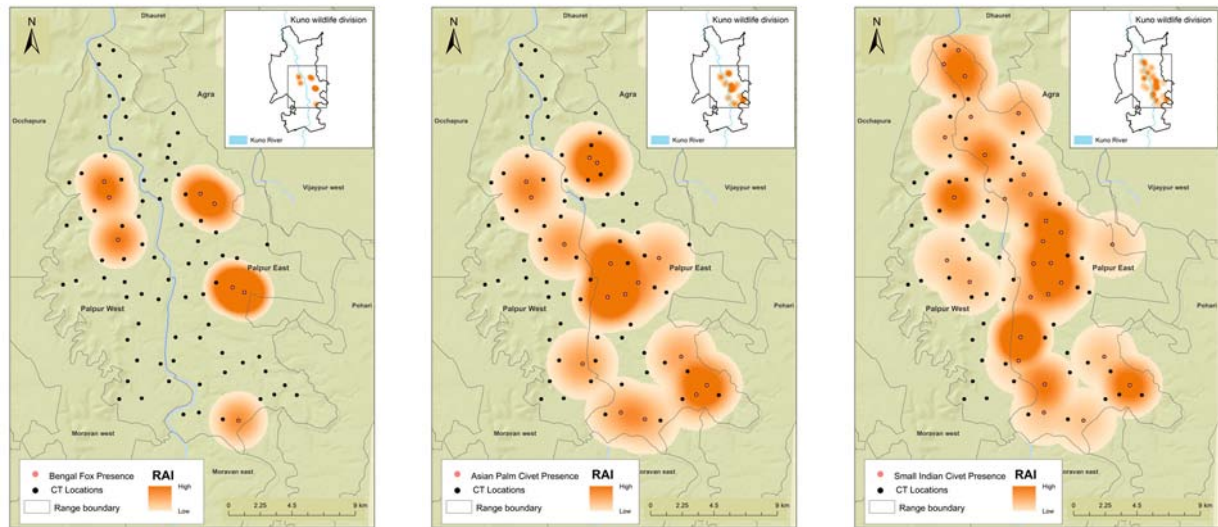 Dhauret
N
Kuno wildlife division
Kuno River
Agra
Occhapura
Vijaypur west
Palpur East
Pohari
Palpur West
Moravan west
Moravan east
Bengal Fox Presence
CT Locations
Range boundary
RAI
High
Low
0 2.25 4.5 9 km
Dhauret
N
Kuno wildlife division
Kuno River
Agra
Occhapura
Vijaypur west
Palpur East
Pohari
Palpur West
Moravan west
oravan east
Asian Palm Civet Presence
CT Locations
Range boundary
RAI
High
Low
0 2.25 4.5 9 km
Dhauret
N
Kuno wildlife division
Kuno River
Agra
Occhapura
Vijaypur west
Palpur East
Pohari
Palpur West
Moravan west
oravan east
Small Indian Civet Presence
CT Locations
Range boundary
RAI
High
Low
0 2.25 4.5 9 km